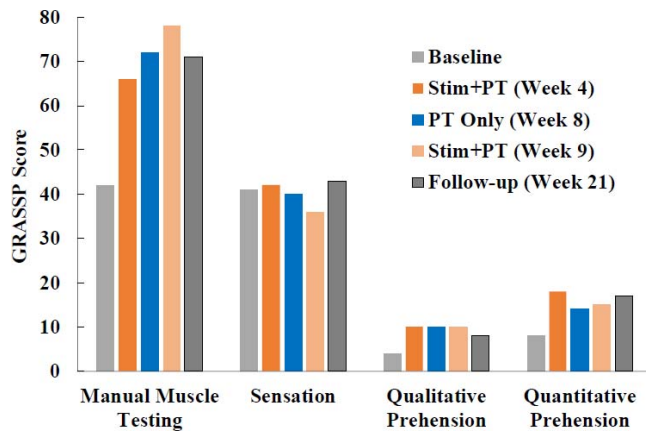 80
70
60
50
40
30
20
10
0
GRASSP Score
Baseline
Stim+PT (Week 4)
PT Only (Week 8)
Stim+PT (Week 9)
Follow-up (Week 21)
Manual Muscle
Testing
Sensation
Qualitative
Prehension
Quantitative
Prehension